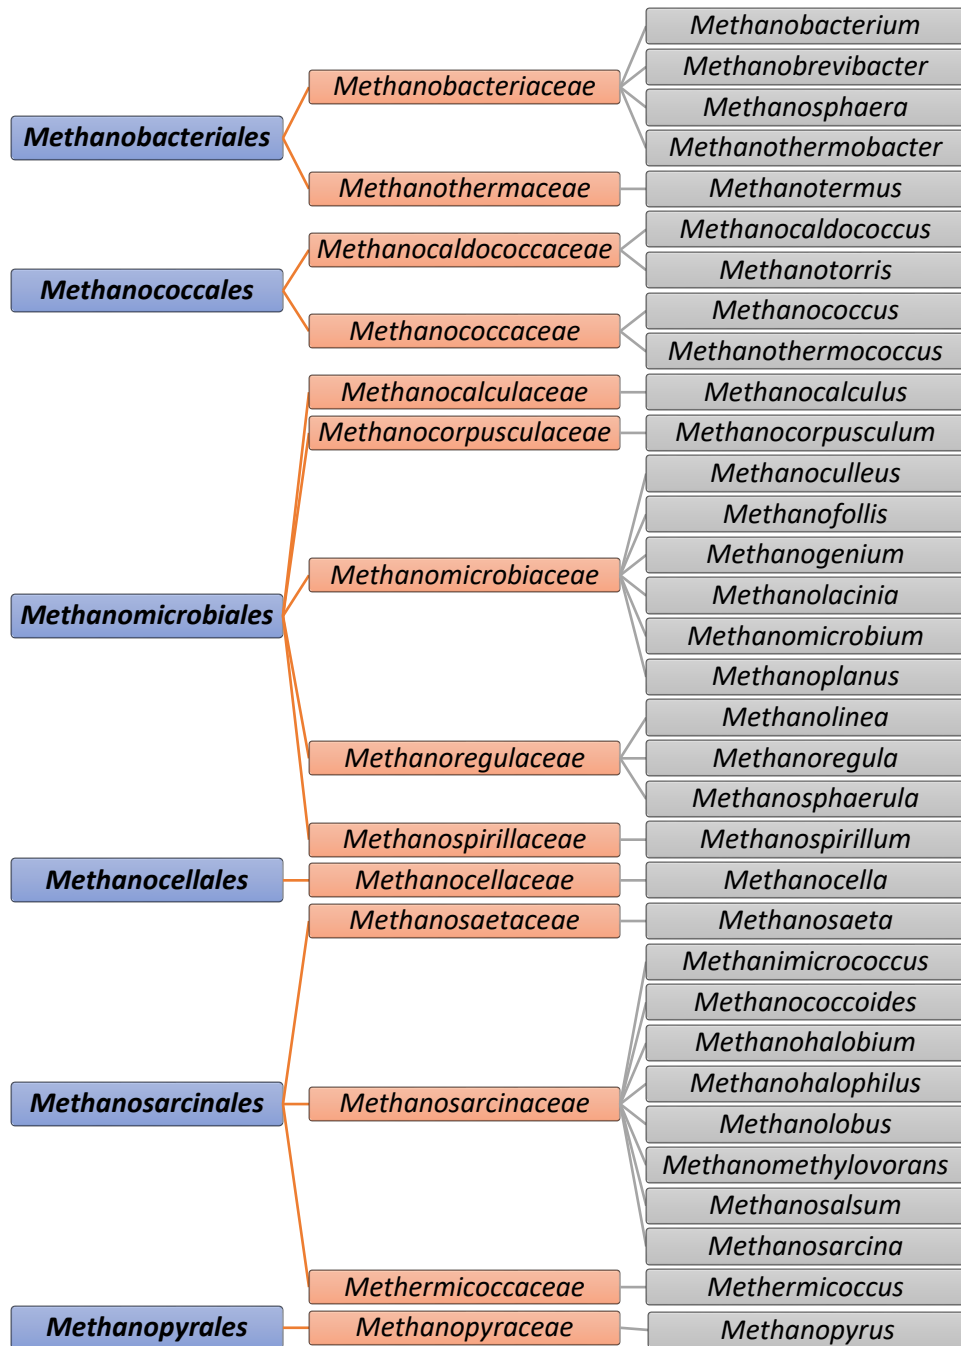 Methanobacterium
Methanobrevibacter
Methanobacteriaceae
Methanosphaera
Methanobacteriales
Methanothermobacter
Methanothermaceae
Methanotermus
Methanocaldococcus
Methanocaldococcaceae
Methanotorris
Methanococcales
Methanococcus
Methanococcaceae
Methanothermococcus
Methanocalculaceae
Methanocalculus
Methanocorpusculaceae
Methanocorpusculum
Methanoculleus
Methanofollis
Methanogenium
Methanomicrobiaceae
Methanolacinia
Methanomicrobiales
Methanomicrobium
Methanoplanus
Methanolinea
Methanoregulaceae
Methanoregula
Methanosphaerula
Methanospirillaceae
Methanospirillum
Methanocellales
Methanocellaceae
Methanocella
Methanosaetaceae
Methanosaeta
Methanimicrococcus
Methanococcoides
Methanohalobium
Methanohalophilus
Methanosarcinales
Methanosarcinaceae
Methanolobus
Methanomethylovorans
Methanosalsum
Methanosarcina
Methermicoccaceae
Methermicoccus
Methanopyrales
Methanopyraceae
Methanopyrus